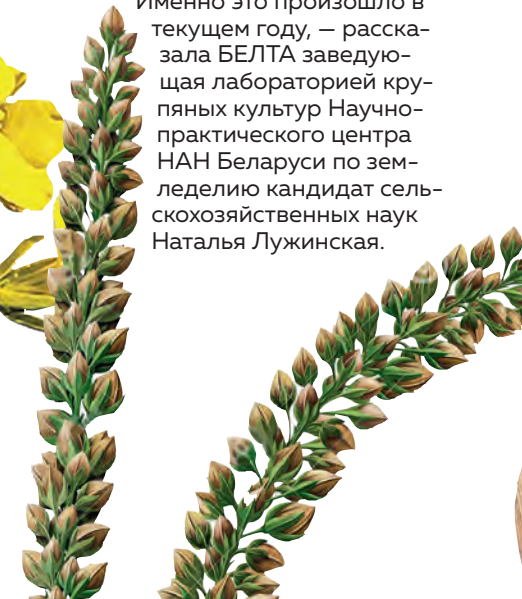 Именно это произошло в
текущем году, — расска-
зала БЕЛТА заведую-
щая лабораторией кру-
пяных культур Научно-
практического центра
НАН Беларуси по зем-
леделию кандидат сель-
скохозяйственных наук
Наталья Лужинская.